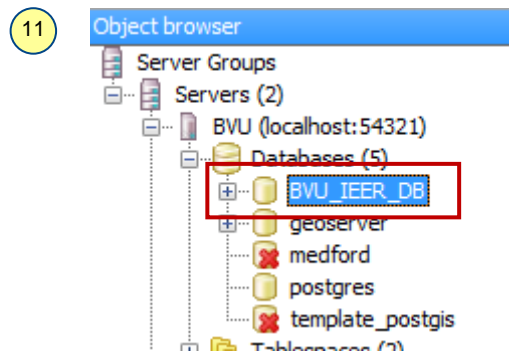 11
Object browser
Server Groups
Servers (2)
BVU (localhost:54321)
Databases (5)
BVU_IEER_DB
geoserver
medford
postgres
template_postgis
Tablespaces (2)